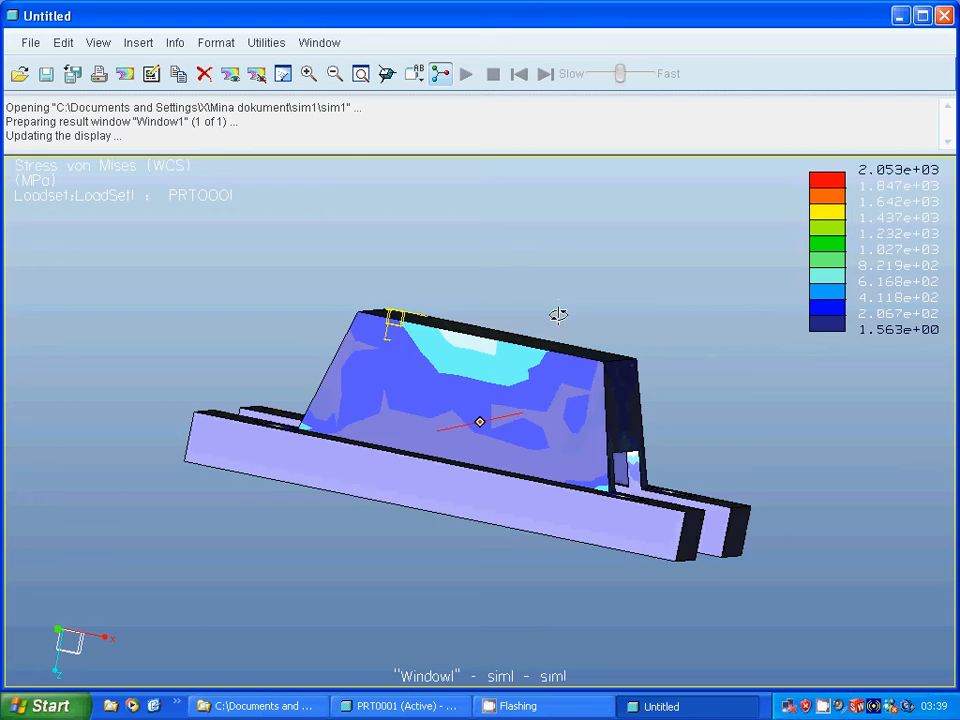 Untitled
File Edit View Insert Info Format Utilities Window
Slow Fast
Opening "C:\Documents and Settings\X\Mina dokument\sim1\sim1" ...
Preparing result window "Window1" (1 of 1) ...
Updating the display ...
Stress von Mises (WCS)
(MPa)
Loadset:LoadSet1 : PRT0001
2.053e+03
1.847e+03
1.642e+03
1.437e+03
1.232e+03
1.027e+03
8.219e+02
6.168e+02
4.118e+02
2.067e+02
1.563e+00
X
Z
"Window1" - sim1 - sim1
Start C:\Documents and ... PRT0001 (Active) - ... Flashing Untitled 03:39